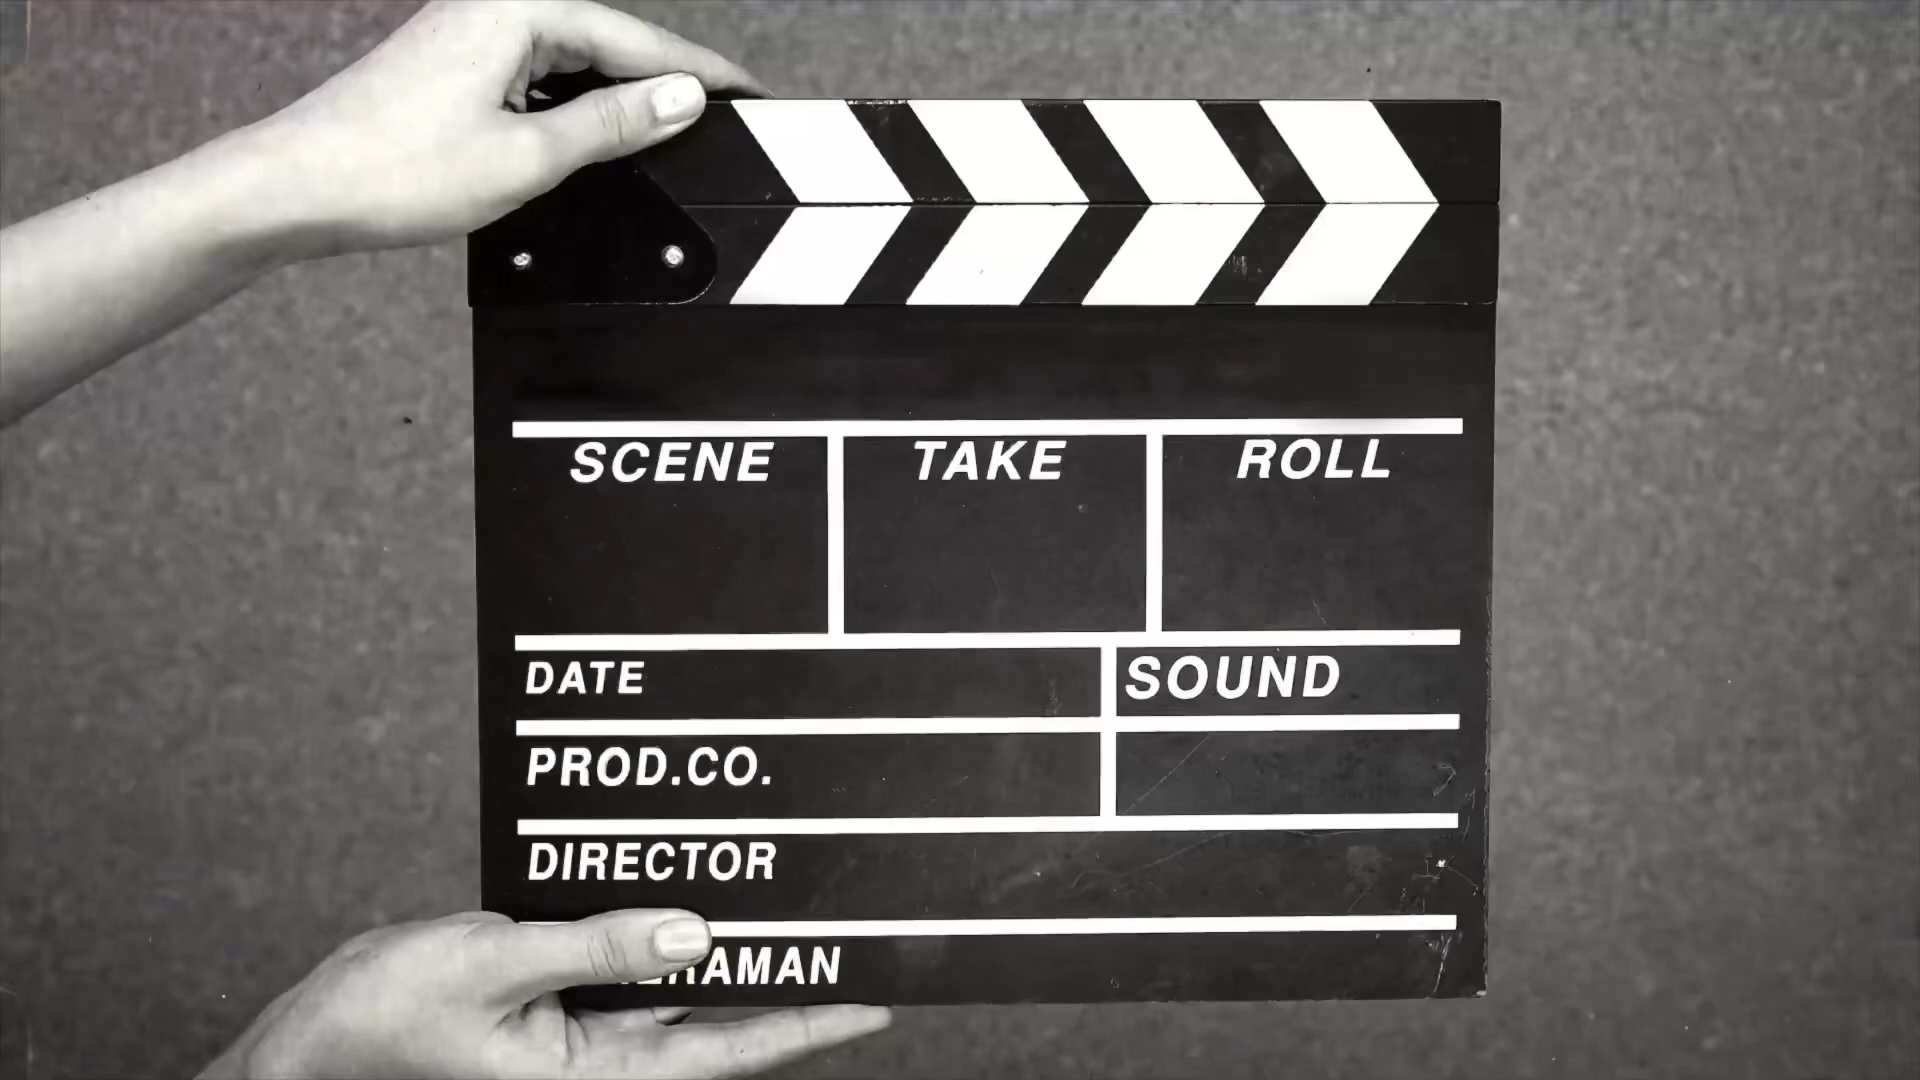 SCENE TAKE ROLL
DATE SOUND
PROD.CO.
DIRECTOR